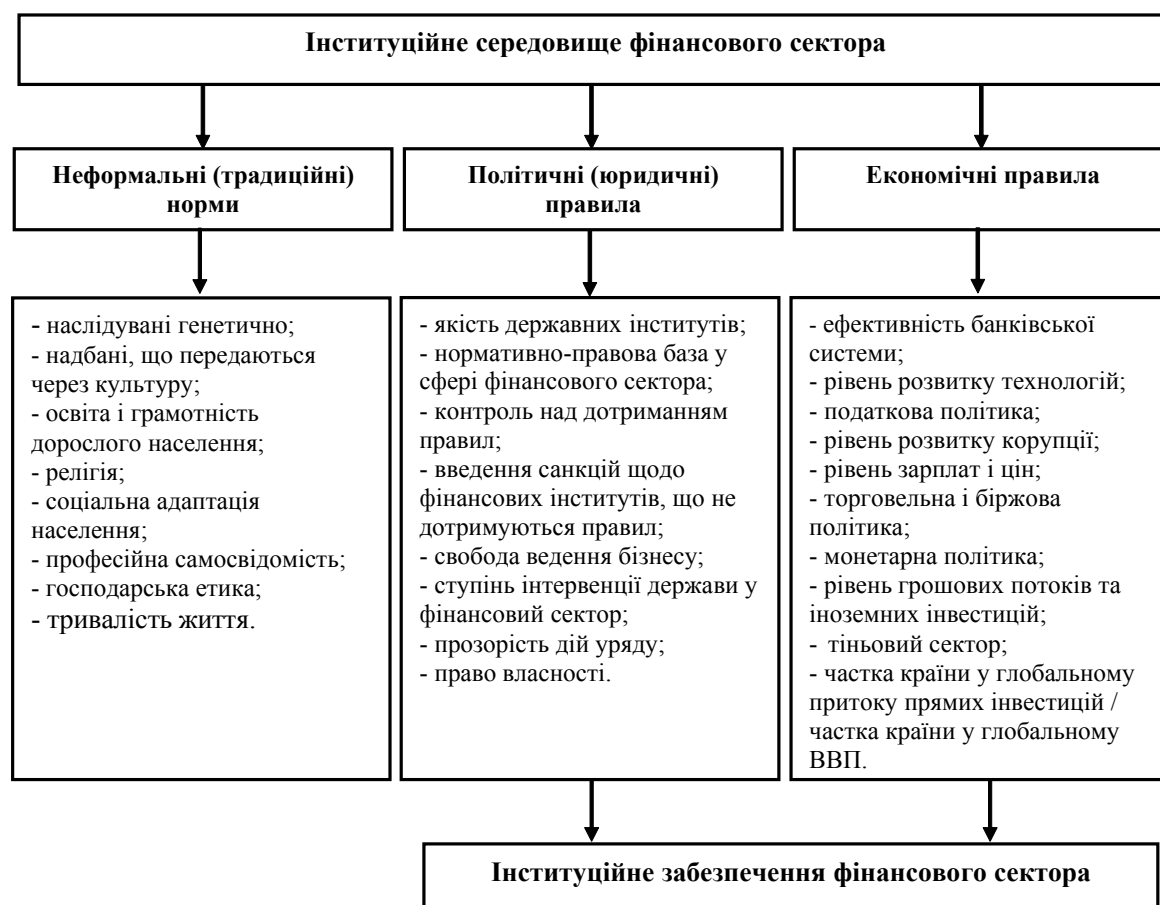 Інституційне середовище фінансового сектора
Неформальні (традиційні)
норми
Політичні (юридичні)
правила
Економічні правила
- наслідувані генетично;
- надбані, що передаються
через культуру;
- освіта і грамотність
дорослого населення;
- релігія;
- соціальна адаптація
населення;
- професійна самосвідомість;
- господарська етика;
- тривалість життя.
- якість державних інститутів;
- нормативно-правова база у
сфері фінансового сектора;
- контроль над дотриманням
правил;
- введення санкцій щодо
фінансових інститутів, що не
дотримуються правил;
- свобода ведення бізнесу;
- ступінь інтервенції держави у
фінансовий сектор;
- прозорість дій уряду;
- право власності.
- ефективність банківської
системи;
- рівень розвитку технологій;
- податкова політика;
- рівень розвитку корупції;
- рівень зарплат і цін;
- торговельна і біржова
політика;
- монетарна політика;
- рівень грошових потоків та
іноземних інвестицій;
- тіньовий сектор;
- частка країни у глобальному
притоку прямих інвестицій /
частка країни у глобальному
ВВП.
Інституційне забезпечення фінансового сектора